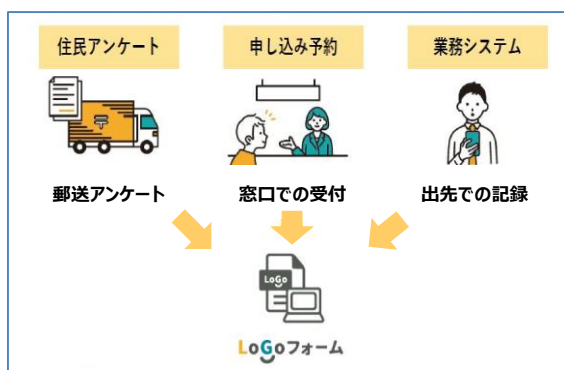 住民アンケート
申し込み予約
業務システム
〒
郵送アンケート
窓口での受付
出先での記録
LoGo
LoGoフォーム